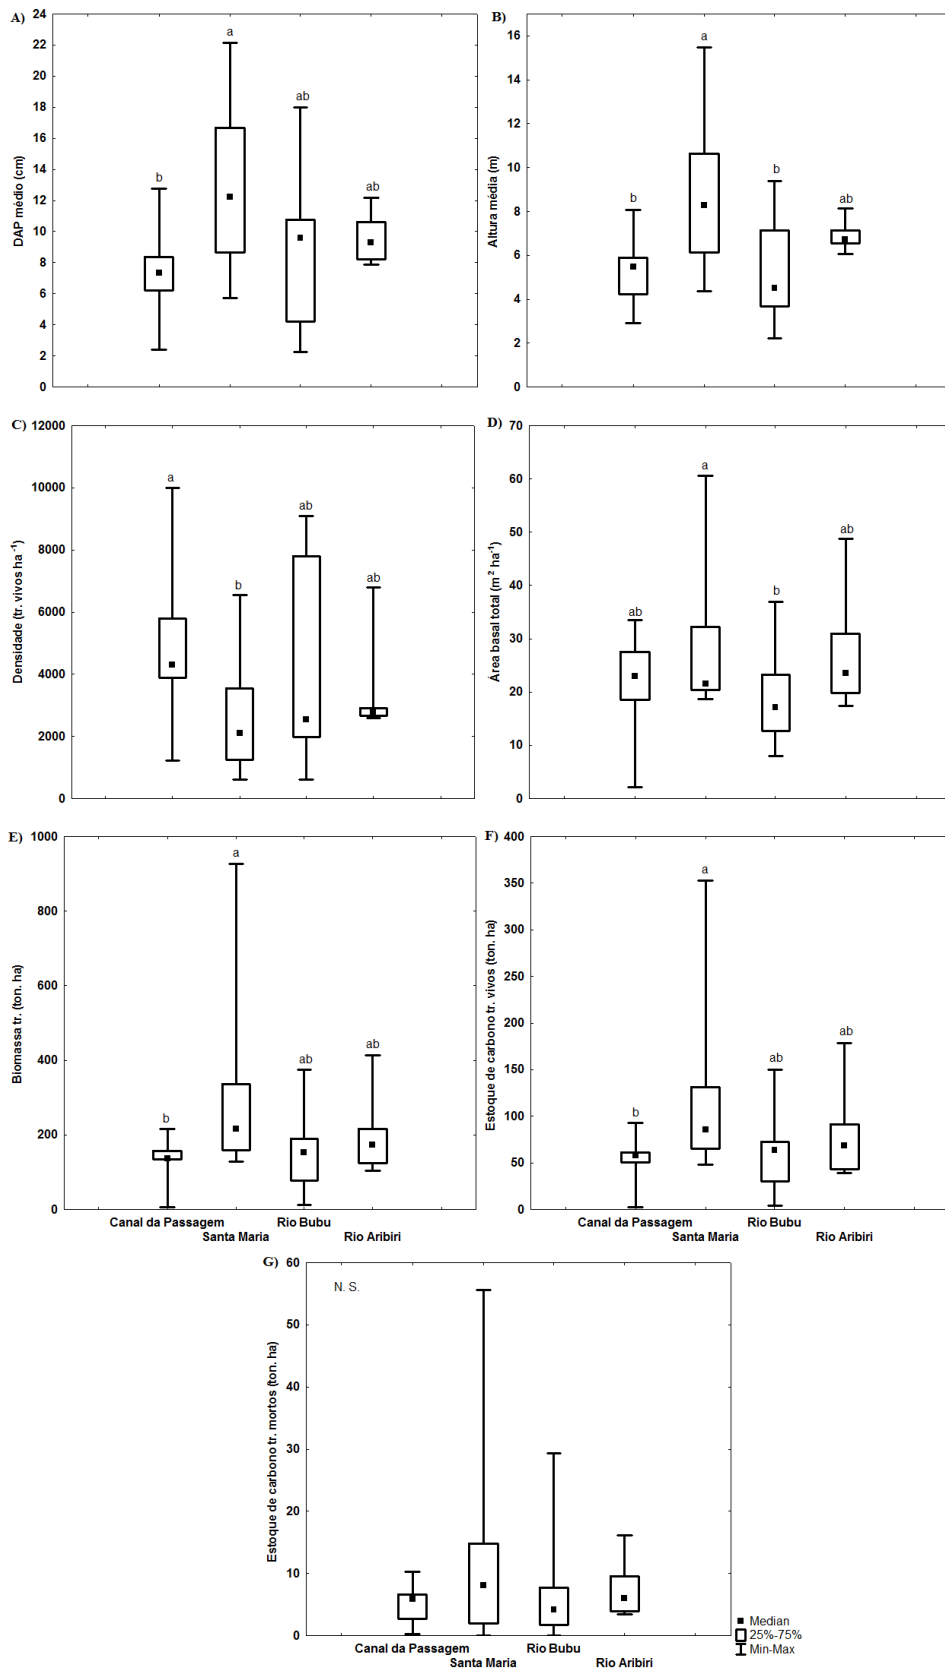 A)
DAP médio (cm)
24
22
20
18
16
14
12
10
8
6
4
2
0
b
a
ab
ab
B)
Altura média (m)
16
14
12
10
8
6
4
2
0
b
a
b
ab
C)
Densidade (tr. vivos ha⁻¹)
12000
10000
8000
6000
4000
2000
0
a
b
ab
ab
D)
Área basal total (m² ha⁻¹)
70
60
50
40
30
20
10
0
ab
a
b
ab
E)
Biomassa tr. (ton. ha)
1000
800
600
400
200
0
b
a
ab
ab
Canal da Passagem
Rio Bubu
Santa Maria
Rio Aribiri
F)
Estoque de carbono tr. vivos (ton. ha)
400
350
300
250
200
150
100
50
0
b
a
ab
ab
Canal da Passagem
Rio Bubu
Santa Maria
Rio Aribiri
G)
Estoque de carbono tr. mortos (ton. ha)
60
50
40
30
20
10
0
N. S.
Canal da Passagem
Rio Bubu
Santa Maria
Rio Aribiri
Median
25%-75%
Min-Max